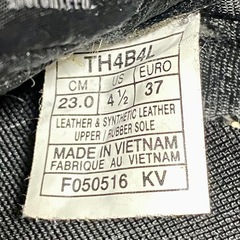 TH4B4L
CM US EURO
23.0 4½ 37
LEATHER & SYNTHETIC LEATHER
UPPER / RUBBER SOLE
MADE IN VIETNAM
FABRIQUE AU VIETNAM
F050516 KV